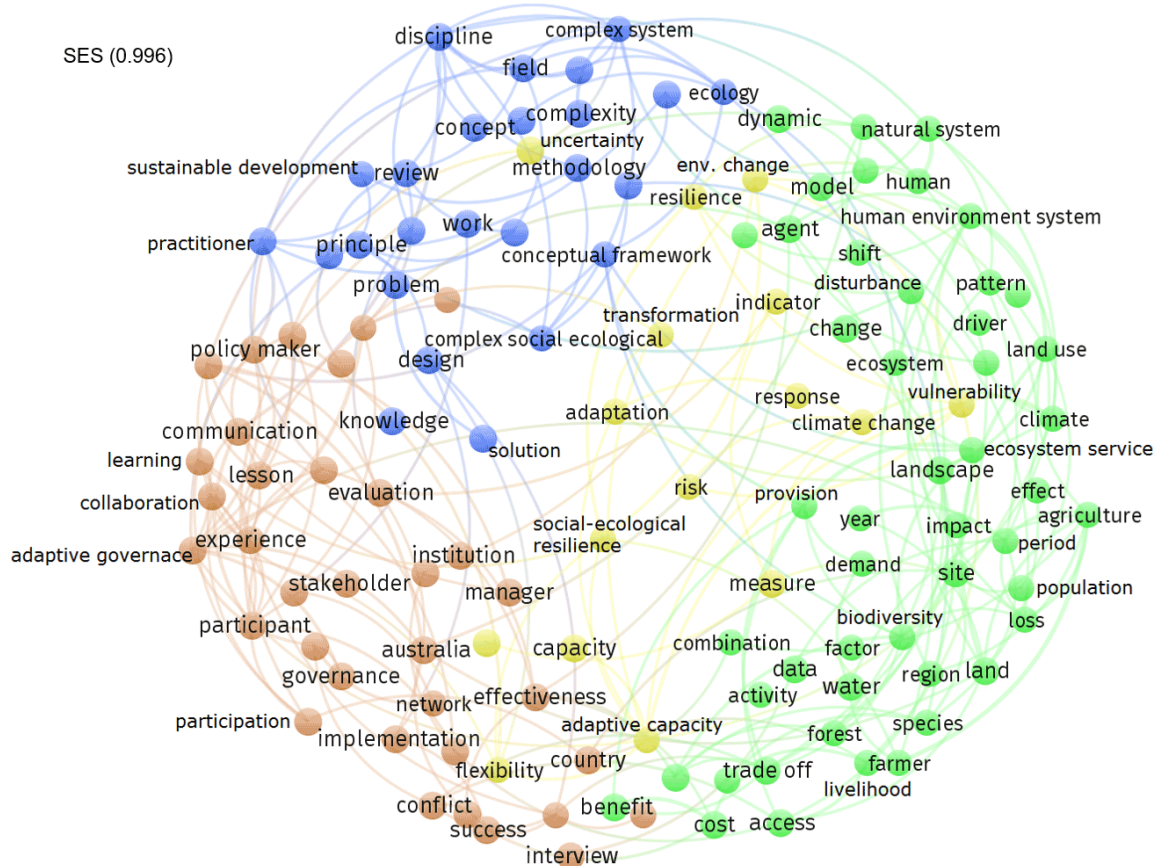 discipline
complex system
SES (0.996)
field
ecology
complexity
dynamic
concept
natural system
uncertainty
methodology
env. change
sustainable development
review
model
human
resilience
human environment system
agent
work
practitioner
principle
conceptual framework
shift
problem
disturbance
pattern
indicator
transformation
driver
change
complex social ecological
policy maker
land use
design
ecosystem
vulnerability
response
adaptation
climate
knowledge
climate change
communication
solution
ecosystem service
learning
landscape
lesson
risk
evaluation
provision
effect
collaboration
agriculture
year
impact
social-ecological
resilience
experience
period
adaptive governace
institution
demand
site
stakeholder
measure
manager
population
biodiversity
loss
participant
combination
australia
capacity
factor
data
region
land
governance
water
activity
effectiveness
network
participation
adaptive capacity
species
forest
implementation
country
flexibility
trade off
farmer
livelihood
conflict
benefit
success
cost
access
interview